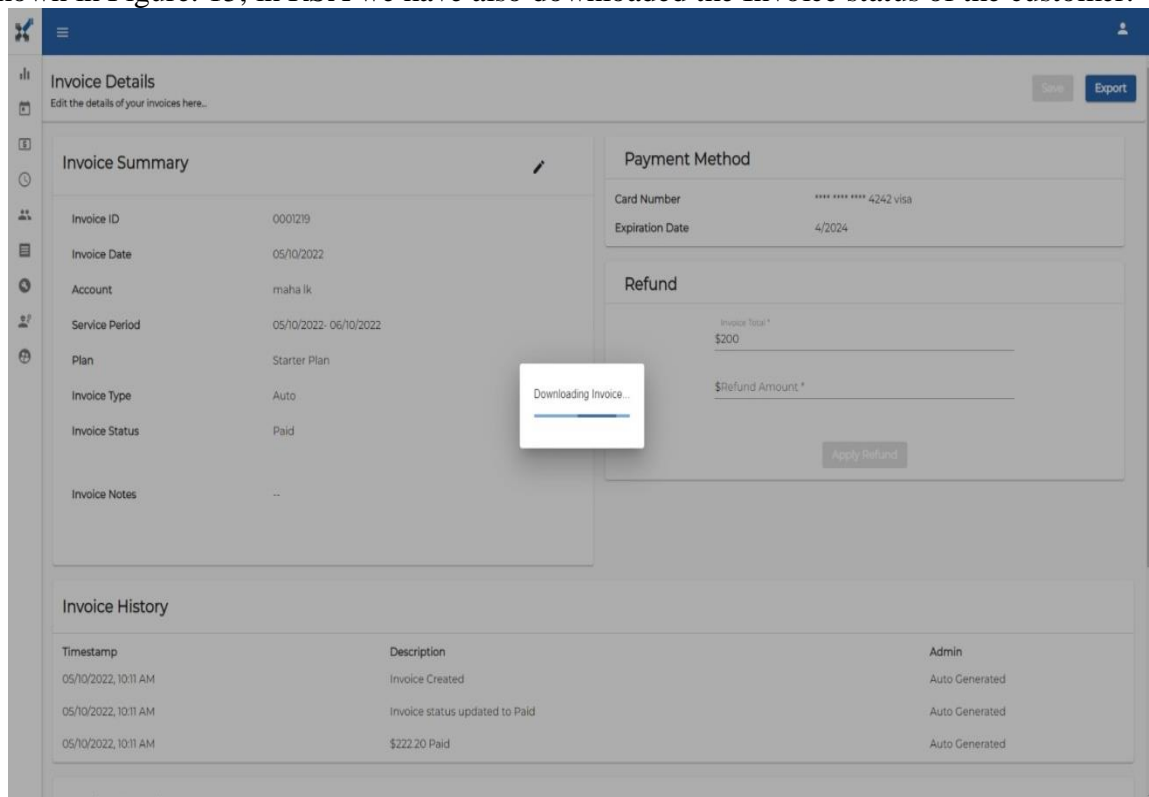 shown in Figure. 15, in RSA we have also downloaded the Invoice status of the customer.
Invoice Details
Edit the details of your invoices here...
Save
Export
Invoice Summary
Invoice ID 0001219
Invoice Date 05/10/2022
Account maha lk
Service Period 05/10/2022- 06/10/2022
Plan Starter Plan
Invoice Type Auto
Invoice Status Paid
Invoice Notes --
Payment Method
Card Number **** **** **** 4242 visa
Expiration Date 4/2024
Refund
Invoice Total *
$200
$Refund Amount *
Apply Refund
Downloading Invoice...
Invoice History
Timestamp Description Admin
05/10/2022, 10:11 AM Invoice Created Auto Generated
05/10/2022, 10:11 AM Invoice status updated to Paid Auto Generated
05/10/2022, 10:11 AM $222.20 Paid Auto Generated